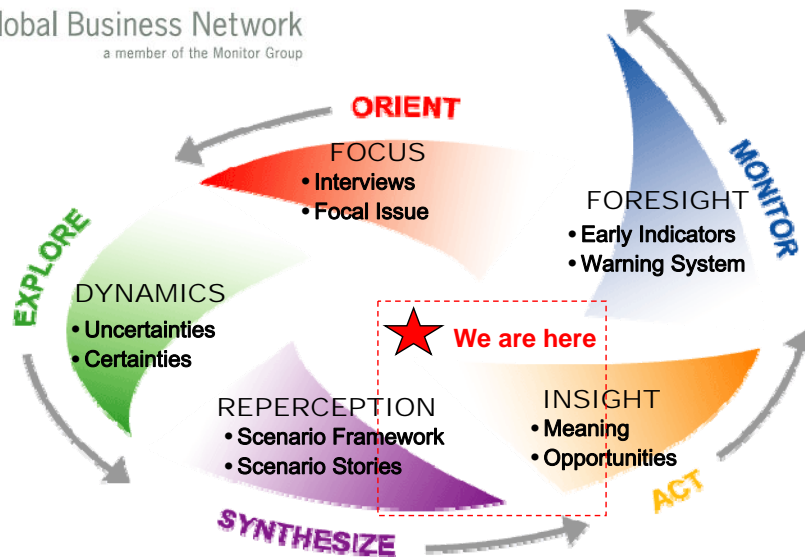 lobal Business Network
a member of the Monitor Group
ORIENT
FOCUS
• Interviews
• Focal Issue
MONITOR
FORESIGHT
• Early Indicators
• Warning System
EXPLORE
DYNAMICS
• Uncertainties
• Certainties
We are here
REPERCEPTION
• Scenario Framework
• Scenario Stories
INSIGHT
• Meaning
• Opportunities
ACT
SYNTHESIZE